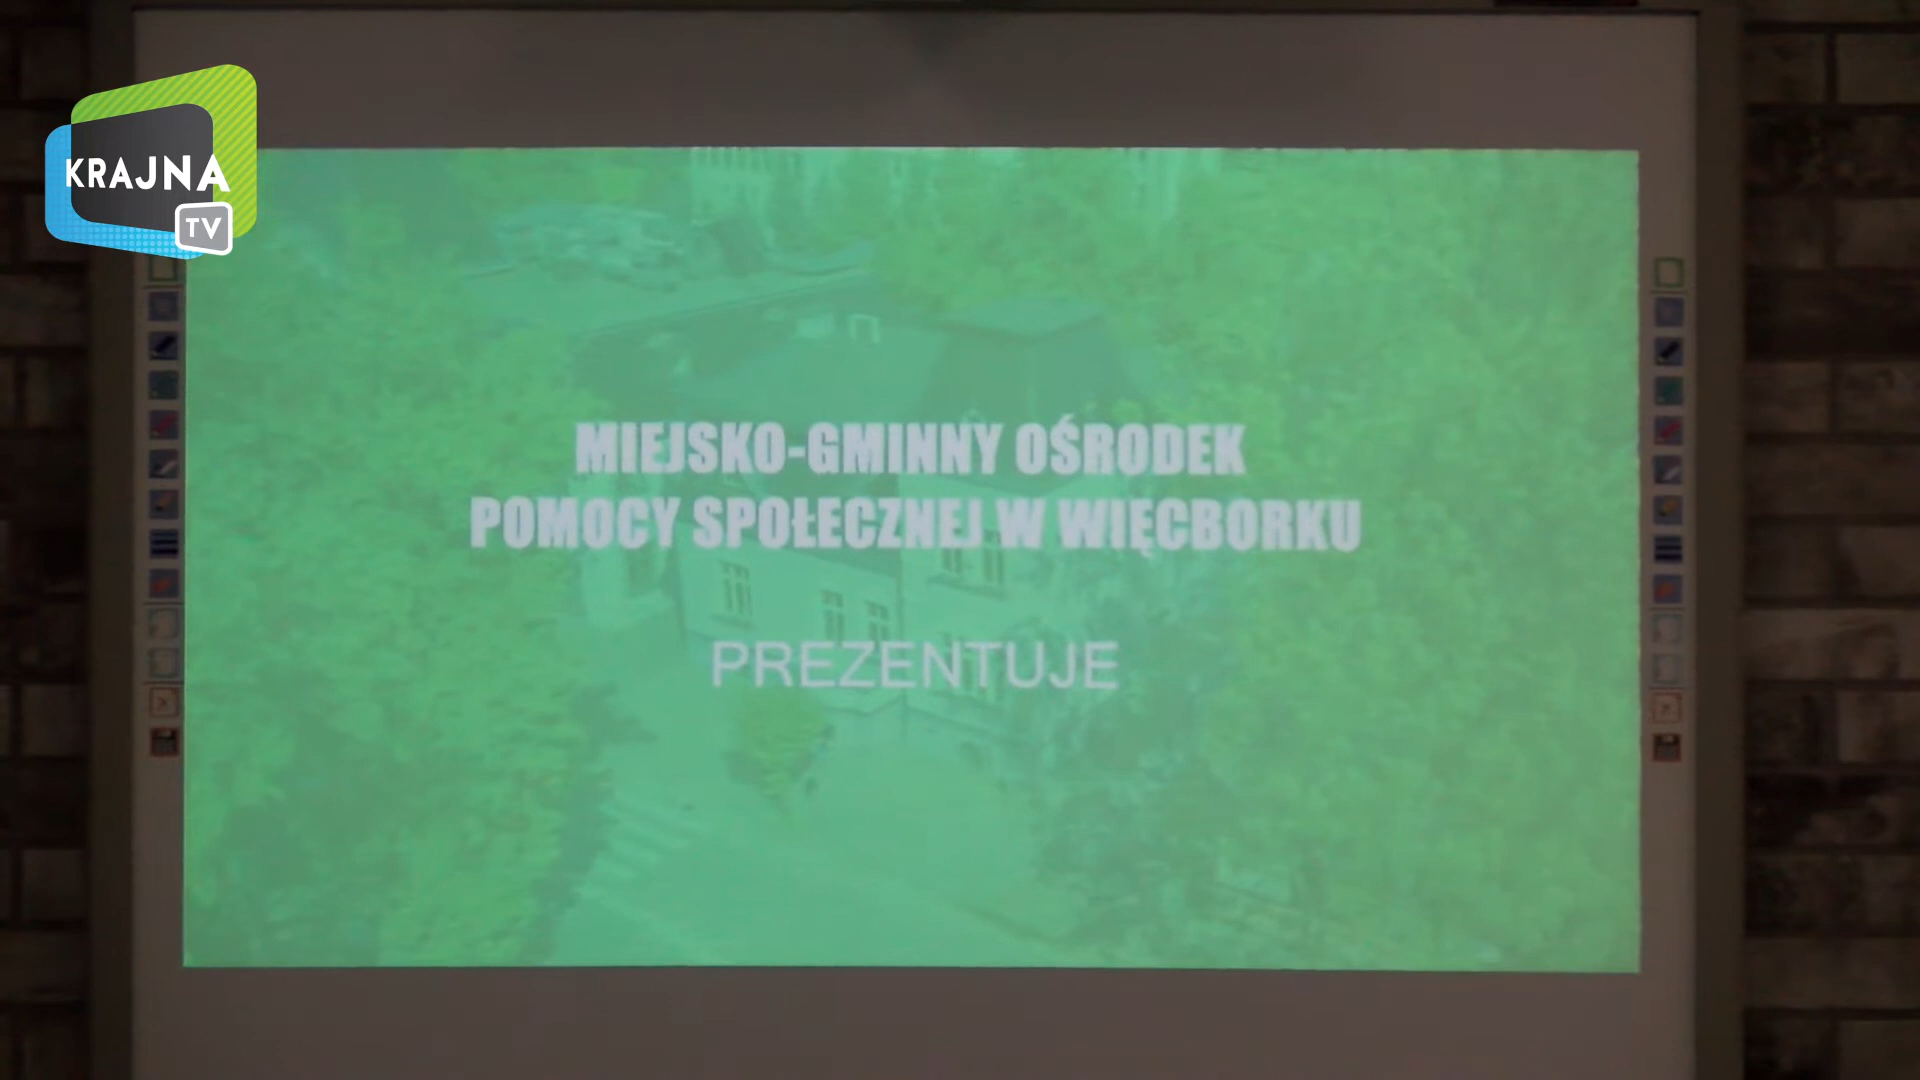 KRAJNA
TV
MIEJSKO-GMINNY OŚRODEK
POMOCY SPOŁECZNEJ W WIĘCBORKU
PREZENTUJE